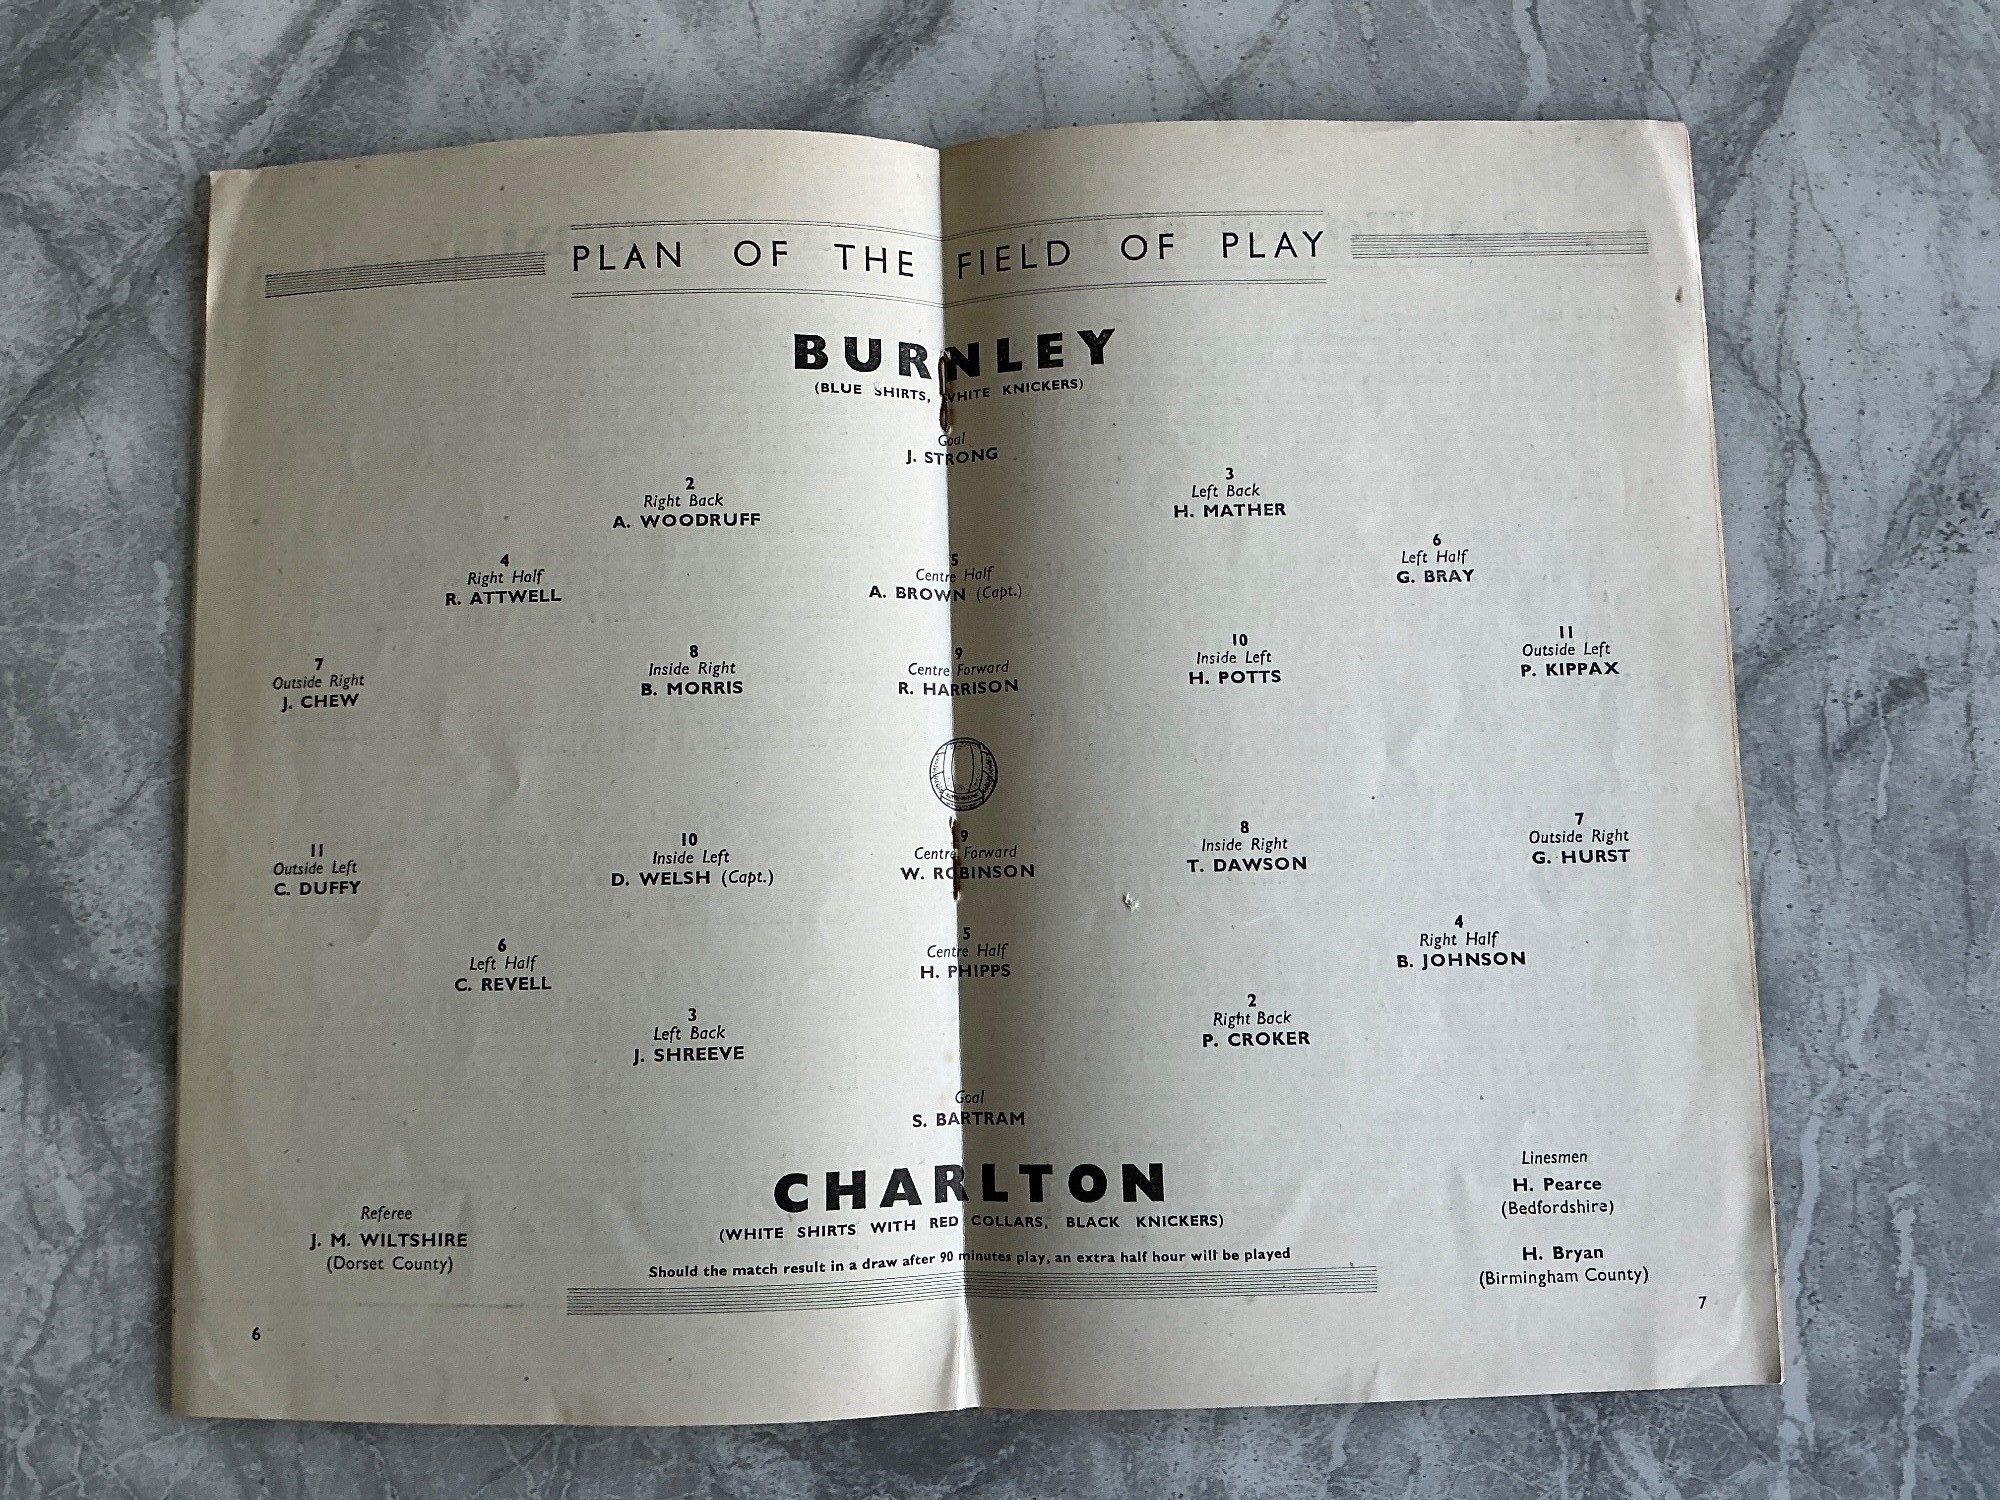 PLAN OF THE FIELD OF PLAY
BURNLEY
(BLUE SHIRTS, WHITE KNICKERS)
Goal
J. STRONG
2
Right Back
A. WOODRUFF
3
Left Back
H. MATHER
4
Right Half
R. ATTWELL
5
Centre Half
A. BROWN (Capt.)
6
Left Half
G. BRAY
7
Outside Right
J. CHEW
8
Inside Right
B. MORRIS
9
Centre Forward
R. HARRISON
10
Inside Left
H. POTTS
11
Outside Left
P. KIPPAX
11
Outside Left
C. DUFFY
10
Inside Left
D. WELSH (Capt.)
9
Centre Forward
W. ROBINSON
8
Inside Right
T. DAWSON
7
Outside Right
G. HURST
6
Left Half
C. REVELL
5
Centre Half
H. PHIPPS
4
Right Half
B. JOHNSON
3
Left Back
J. SHREEVE
2
Right Back
P. CROKER
Goal
S. BARTRAM
CHARLTON
(WHITE SHIRTS WITH RED COLLARS, BLACK KNICKERS)
Should the match result in a draw after 90 minutes play, an extra half hour will be played
Referee
J. M. WILTSHIRE
(Dorset County)
Linesmen
H. Pearce
(Bedfordshire)
H. Bryan
(Birmingham County)
6
7